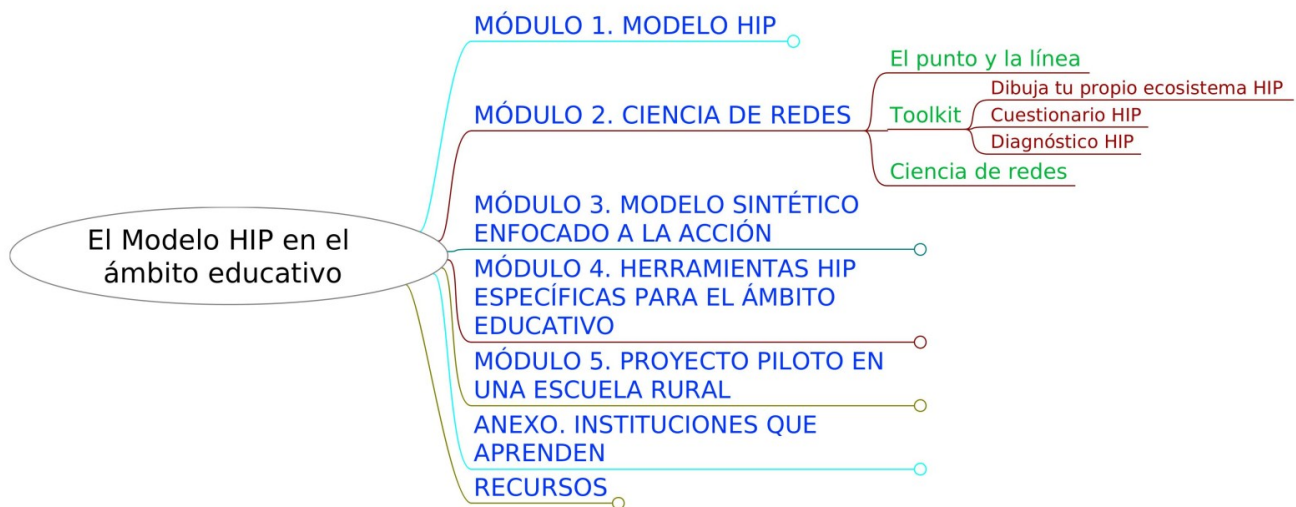 El Modelo HIP en el
ámbito educativo
MÓDULO 1. MODELO HIP
MÓDULO 2. CIENCIA DE REDES
El punto y la línea
Toolkit
Dibuja tu propio ecosistema HIP
Cuestionario HIP
Diagnóstico HIP
Ciencia de redes
MÓDULO 3. MODELO SINTÉTICO
ENFOCADO A LA ACCIÓN
MÓDULO 4. HERRAMIENTAS HIP
ESPECÍFICAS PARA EL ÁMBITO
EDUCATIVO
MÓDULO 5. PROYECTO PILOTO EN
UNA ESCUELA RURAL
ANEXO. INSTITUCIONES QUE
APRENDEN
RECURSOS